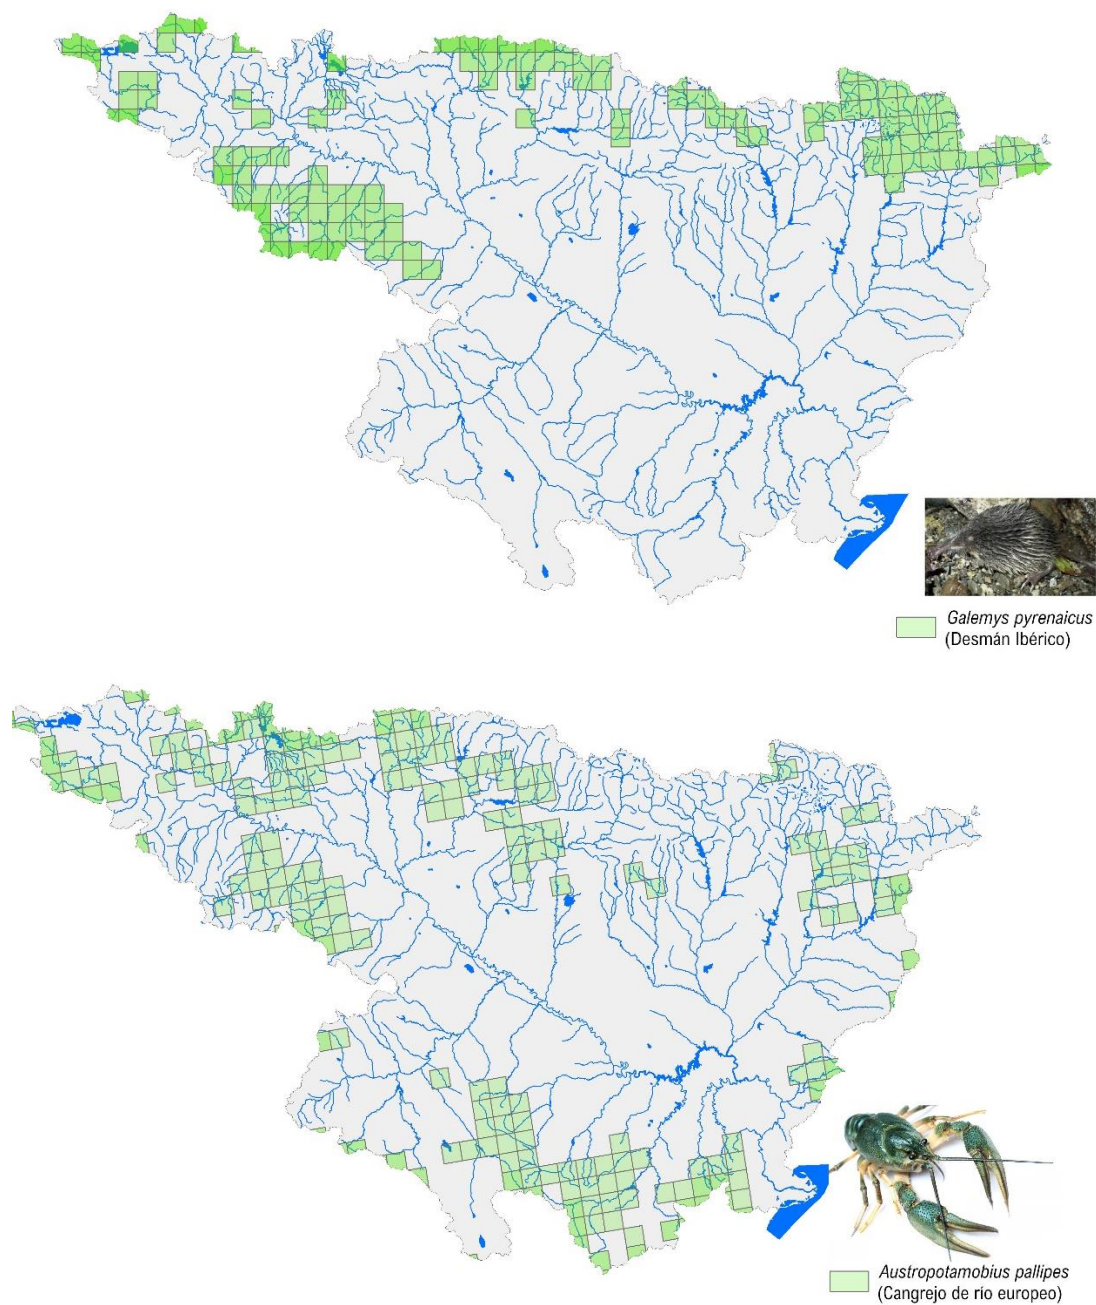 Galemys pyrenaicus
(Desmán Ibérico)
Austropotamobius pallipes
(Cangrejo de río europeo)